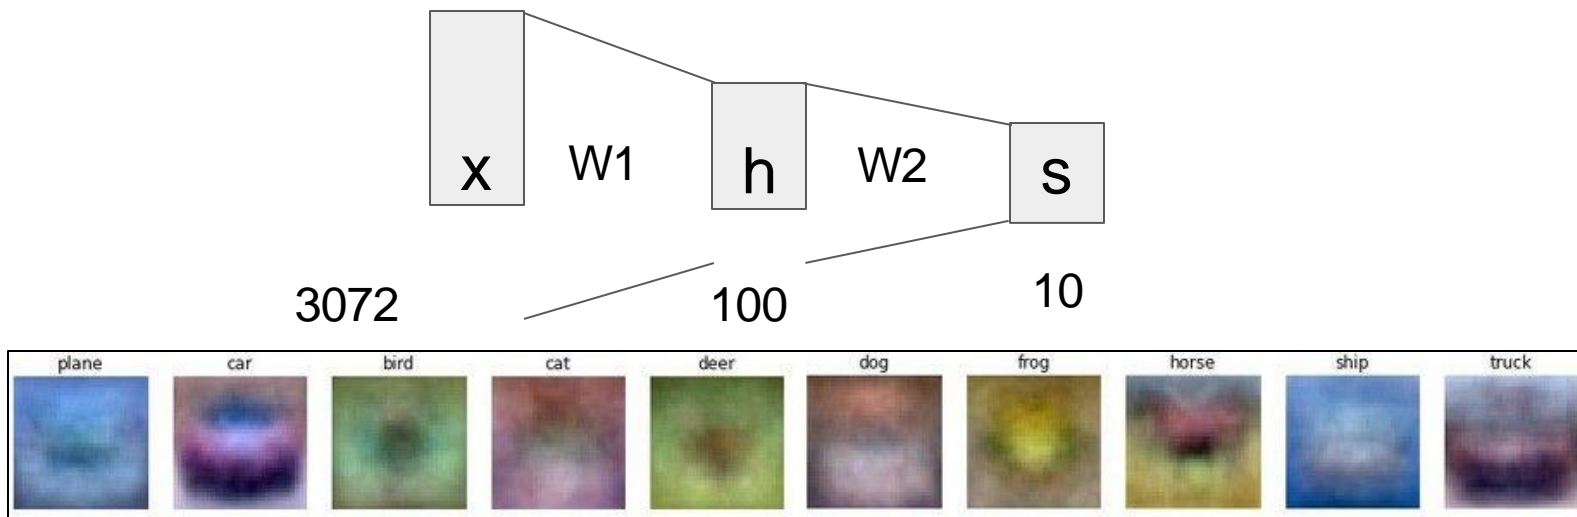 x W1 h W2 s
3072 100 10
plane car bird cat deer dog frog horse ship truck